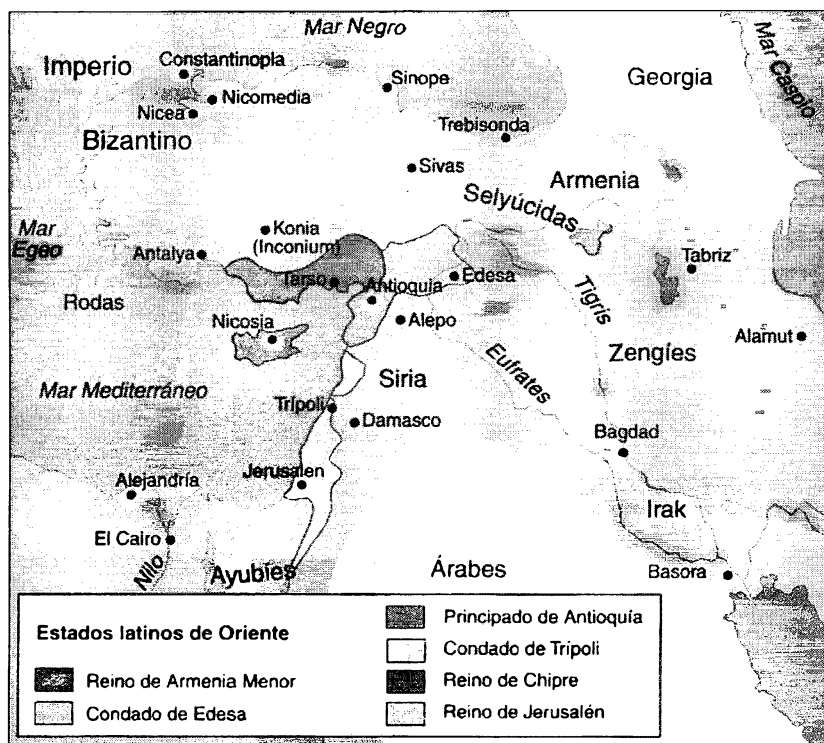 Mar Negro
Mar Caspio
Imperio
Constantinopla
Sinope
Georgia
Nicomedia
Nicea
Bizantino
Trebisonda
Sivas
Armenia
Selyúcidas
Mar
Egeo
Konia
(Inconium)
Antalya
Tarso
Antioquía
Edesa
Tigris
Tabriz
Rodas
Nicosia
Alepo
Zengíes
Alamut
Mar Mediterráneo
Siria
Eufrates
Trípoli
Damasco
Bagdad
Alejandría
Jerusalen
Irak
El Cairo
Nilo
Ayubíes
Árabes
Basora
Estados latinos de Oriente
Reino de Armenia Menor
Condado de Edesa
Principado de Antioquía
Condado de Trípoli
Reino de Chipre
Reino de Jerusalén